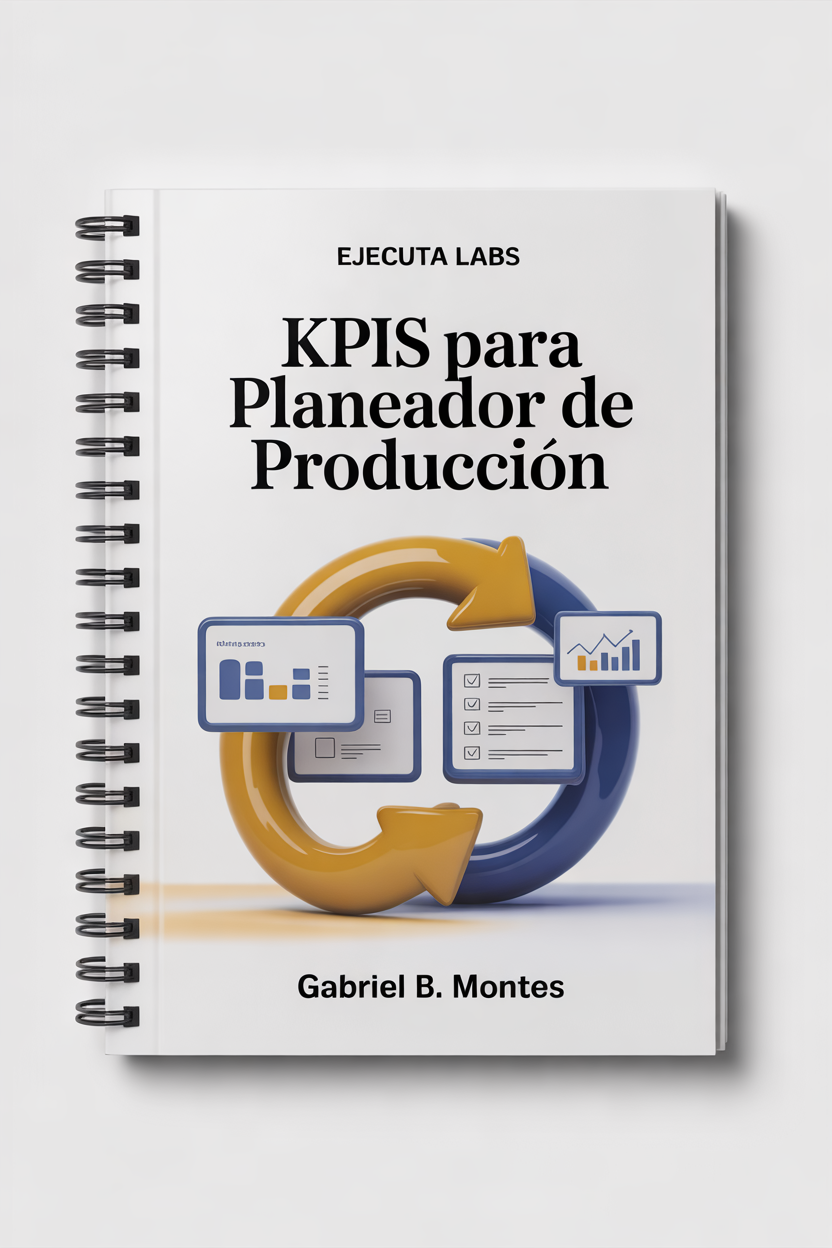 EJECUTA LABS
KPIS para
Planeador de
Producción
Gabriel B. Montes